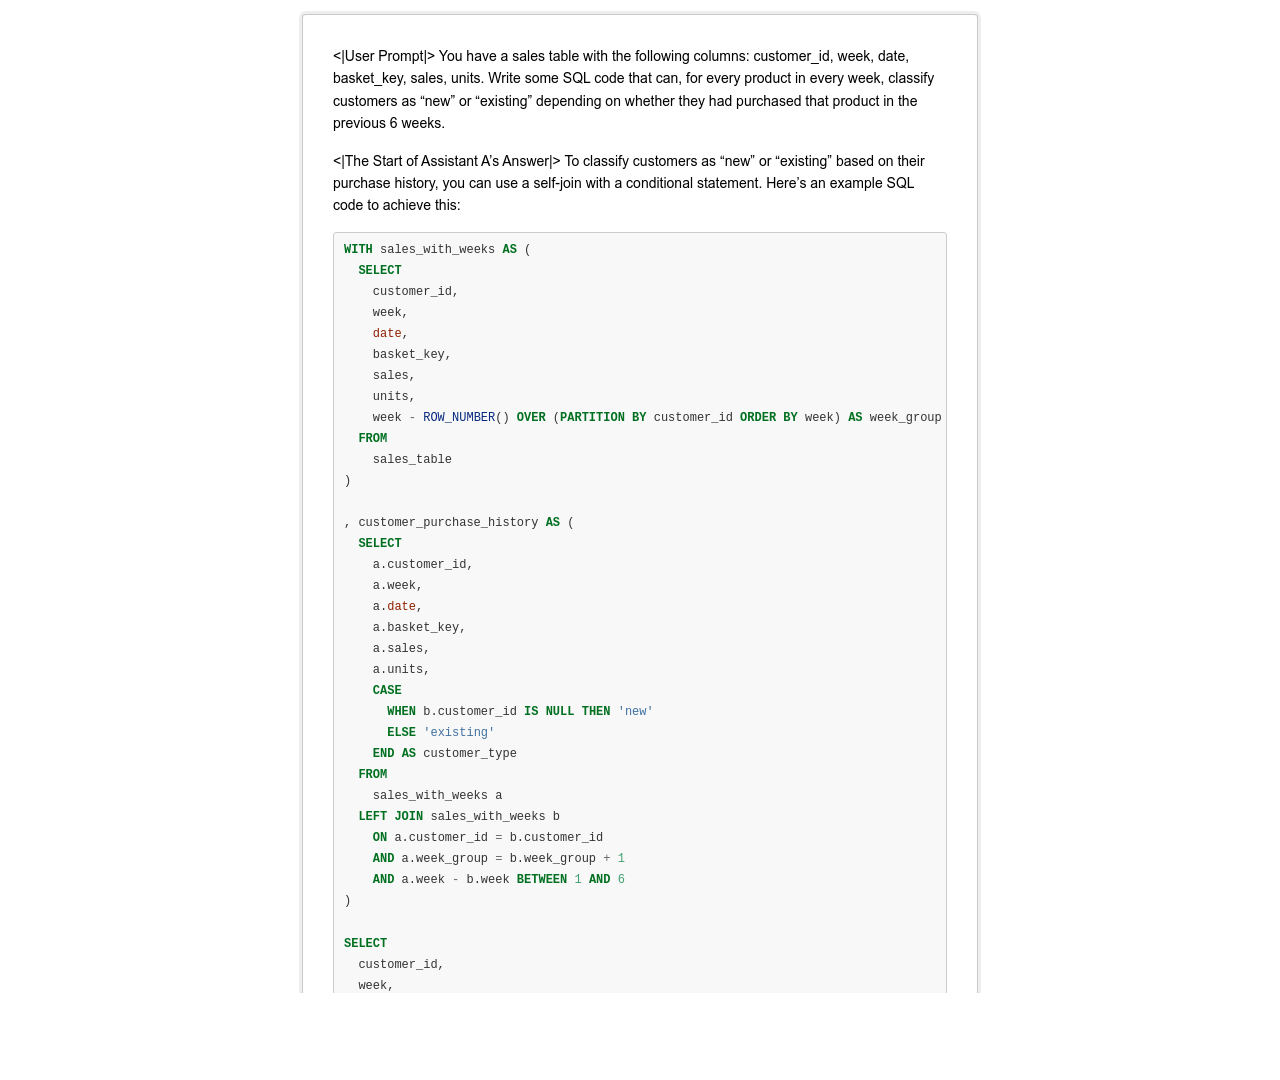 <|User Prompt|> You have a sales table with the following columns: customer_id, week, date,
basket_key, sales, units. Write some SQL code that can, for every product in every week, classify
customers as “new” or “existing” depending on whether they had purchased that product in the
previous 6 weeks.
<|The Start of Assistant A’s Answer|> To classify customers as “new” or “existing” based on their
purchase history, you can use a self-join with a conditional statement. Here’s an example SQL
code to achieve this:
WITH sales_with_weeks AS (
  SELECT
    customer_id,
    week,
    date,
    basket_key,
    sales,
    units,
    week - ROW_NUMBER() OVER (PARTITION BY customer_id ORDER BY week) AS week_group
  FROM
    sales_table
)
, customer_purchase_history AS (
  SELECT
    a.customer_id,
    a.week,
    a.date,
    a.basket_key,
    a.sales,
    a.units,
    CASE
      WHEN b.customer_id IS NULL THEN 'new'
      ELSE 'existing'
    END AS customer_type
  FROM
    sales_with_weeks a
  LEFT JOIN sales_with_weeks b
    ON a.customer_id = b.customer_id
    AND a.week_group = b.week_group + 1
    AND a.week - b.week BETWEEN 1 AND 6
)
SELECT
  customer_id,
  week,